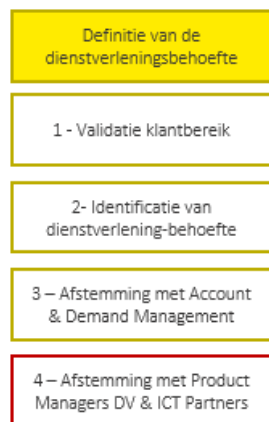 Definitie van de
dienstverleningsbehoefte
1 - Validatie klantbereik
2- Identificatie van
dienstverlening-behoefte
3 – Afstemming met Account
& Demand Management
4 – Afstemming met Product
Managers DV & ICT Partners